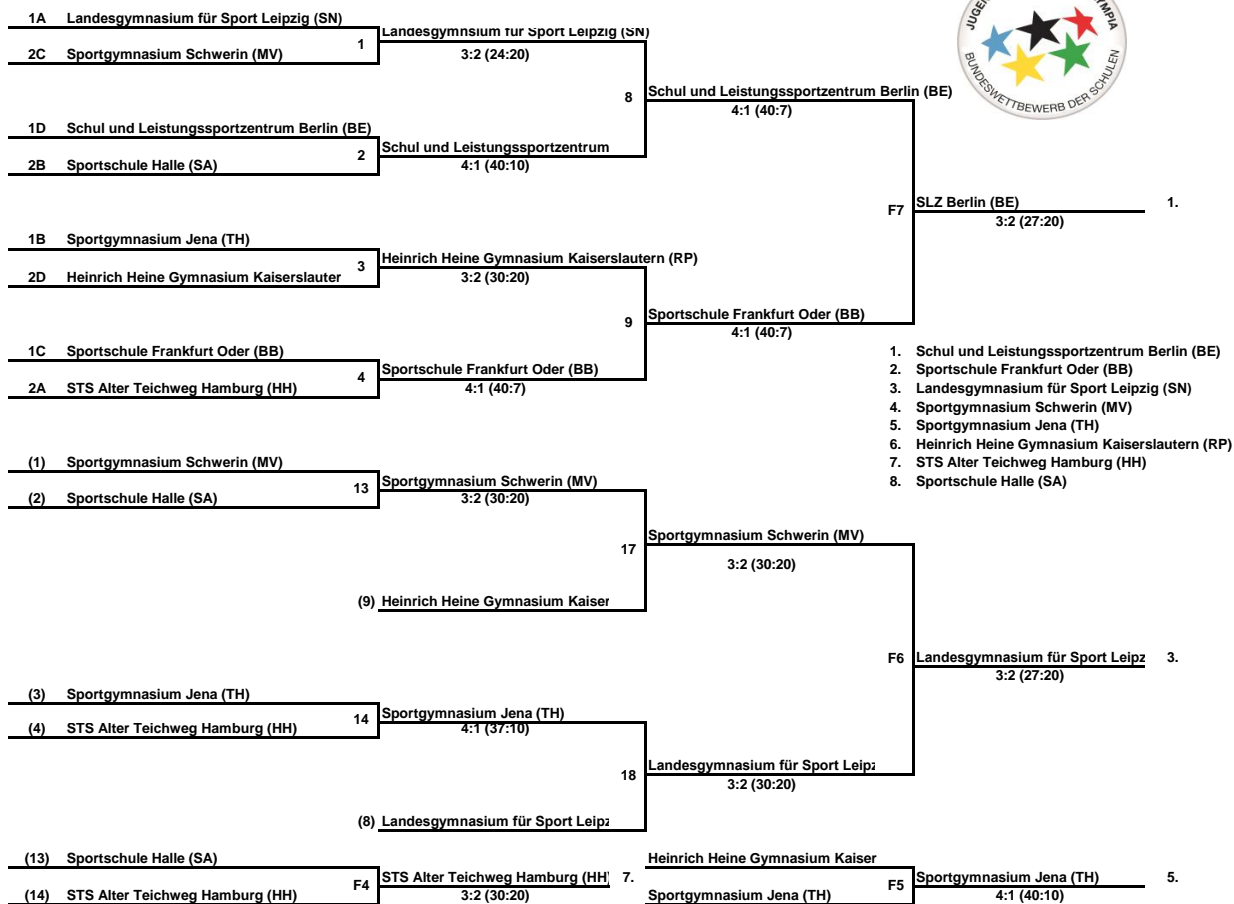 1A Landesgymnasium für Sport Leipzig (SN)
1
2C Sportgymnasium Schwerin (MV)
Landesgymnsium für Sport Leipzig (SN)
3:2 (24:20)
8
1D Schul und Leistungssportzentrum Berlin (BE)
2
2B Sportschule Halle (SA)
Schul und Leistungssportzentrum
4:1 (40:10)
Schul und Leistungssportzentrum Berlin (BE)
4:1 (40:7)
JUGE
YMPIA
BUNDESWETTBEWERB DER SCHULEN
F7
SLZ Berlin (BE) 1.
3:2 (27:20)
1B Sportgymnasium Jena (TH)
3
2D Heinrich Heine Gymnasium Kaiserslauter
Heinrich Heine Gymnasium Kaiserslautern (RP)
3:2 (30:20)
9
Sportschule Frankfurt Oder (BB)
4:1 (40:7)
1C Sportschule Frankfurt Oder (BB)
4
2A STS Alter Teichweg Hamburg (HH)
Sportschule Frankfurt Oder (BB)
4:1 (40:7)
1. Schul und Leistungssportzentrum Berlin (BE)
2. Sportschule Frankfurt Oder (BB)
3. Landesgymnasium für Sport Leipzig (SN)
4. Sportgymnasium Schwerin (MV)
5. Sportgymnasium Jena (TH)
6. Heinrich Heine Gymnasium Kaiserslautern (RP)
7. STS Alter Teichweg Hamburg (HH)
8. Sportschule Halle (SA)
(1) Sportgymnasium Schwerin (MV)
13
(2) Sportschule Halle (SA)
Sportgymnasium Schwerin (MV)
3:2 (30:20)
17
(9) Heinrich Heine Gymnasium Kaiser
Sportgymnasium Schwerin (MV)
3:2 (30:20)
F6
Landesgymnasium für Sport Leipz 3.
3:2 (27:20)
(3) Sportgymnasium Jena (TH)
14
(4) STS Alter Teichweg Hamburg (HH)
Sportgymnasium Jena (TH)
4:1 (37:10)
18
(8) Landesgymnasium für Sport Leipz
Landesgymnasium für Sport Leipz
3:2 (30:20)
(13) Sportschule Halle (SA)
F4
(14) STS Alter Teichweg Hamburg (HH)
STS Alter Teichweg Hamburg (HH) 7.
3:2 (30:20)
Heinrich Heine Gymnasium Kaiser
F5
Sportgymnasium Jena (TH)
Sportgymnasium Jena (TH) 5.
4:1 (40:10)